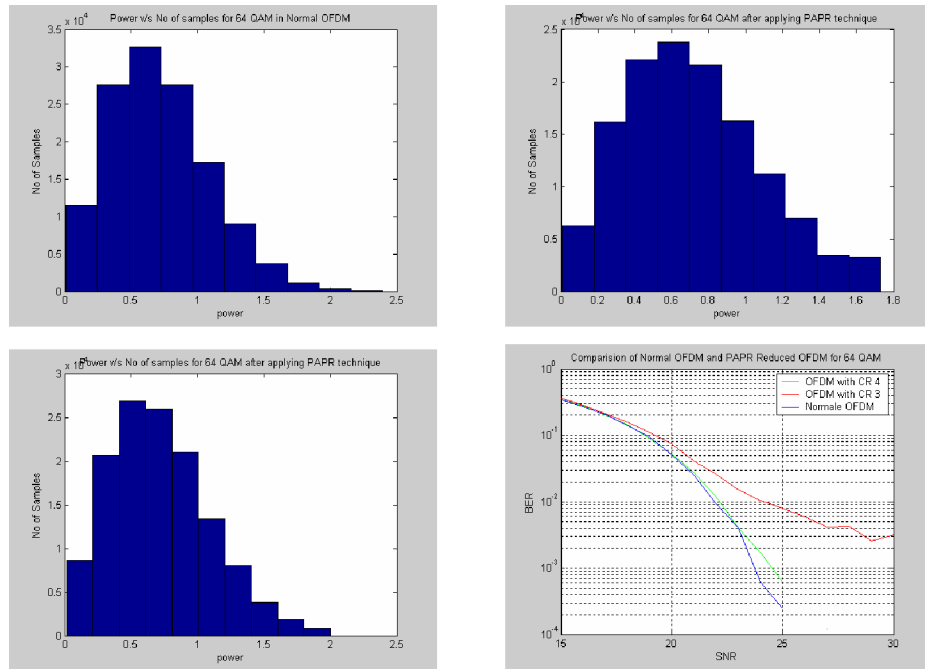 Power v/s No of samples for 64 QAM in Normal OFDM
x 10^4
3.5
3
2.5
2
1.5
1
0.5
0
No of Samples
0 0.5 1 1.5 2 2.5
power
Power v/s No of samples for 64 QAM after applying PAPR technique
2.5
2
1.5
1
0.5
0
No of Samples
0 0.2 0.4 0.6 0.8 1 1.2 1.4 1.6 1.8
power
Power v/s No of samples for 64 QAM after applying PAPR technique
3
2.5
2
1.5
1
0.5
0
No of Samples
0 0.5 1 1.5 2 2.5
power
Comparision of Normal OFDM and PAPR Reduced OFDM for 64 QAM
OFDM with CR 4
OFDM with CR 3
Normale OFDM
10^0
10^-1
10^-2
10^-3
10^-4
BER
15 20 25 30
SNR